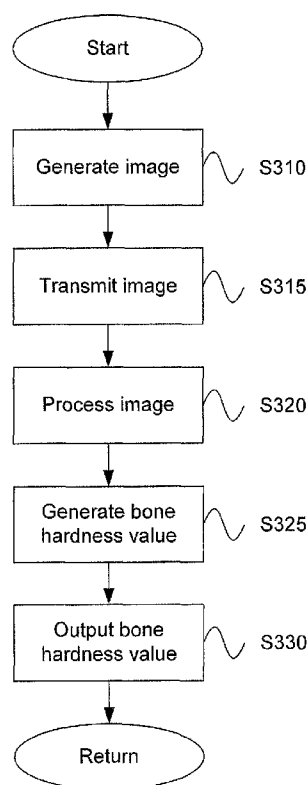 Start
Generate image
S310
Transmit image
S315
Process image
S320
Generate bone
hardness value
S325
Output bone
hardness value
S330
Return